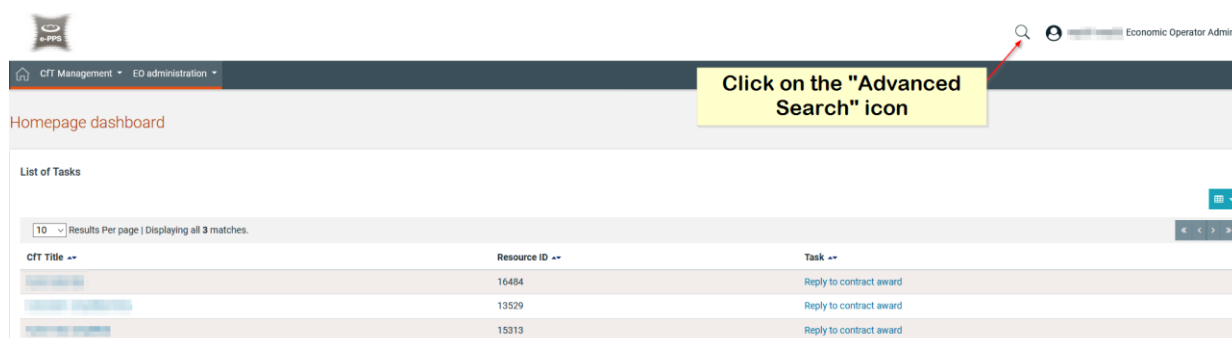 e-PPS
Economic Operator Admin
CfT Management EO administration
Click on the "Advanced
Search" icon
Homepage dashboard
List of Tasks
10 Results Per page | Displaying all 3 matches.
CfT Title Resource ID Task
16484 Reply to contract award
13529 Reply to contract award
15313 Reply to contract award